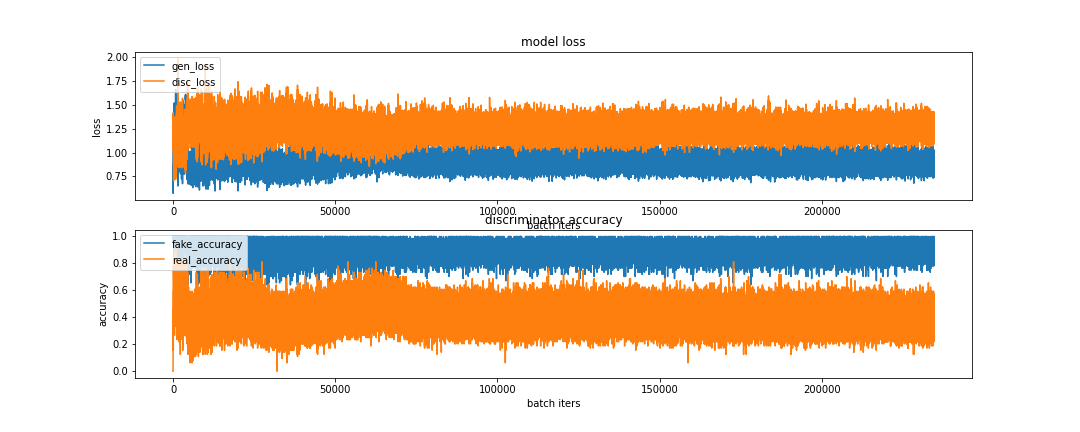 model loss
gen_loss
disc_loss
2.00
1.75
1.50
1.25
1.00
0.75
loss
0 50000 100000 150000 200000
batch iters
discriminator accuracy
fake_accuracy
real_accuracy
1.0
0.8
0.6
0.4
0.2
0.0
accuracy
0 50000 100000 150000 200000
batch iters